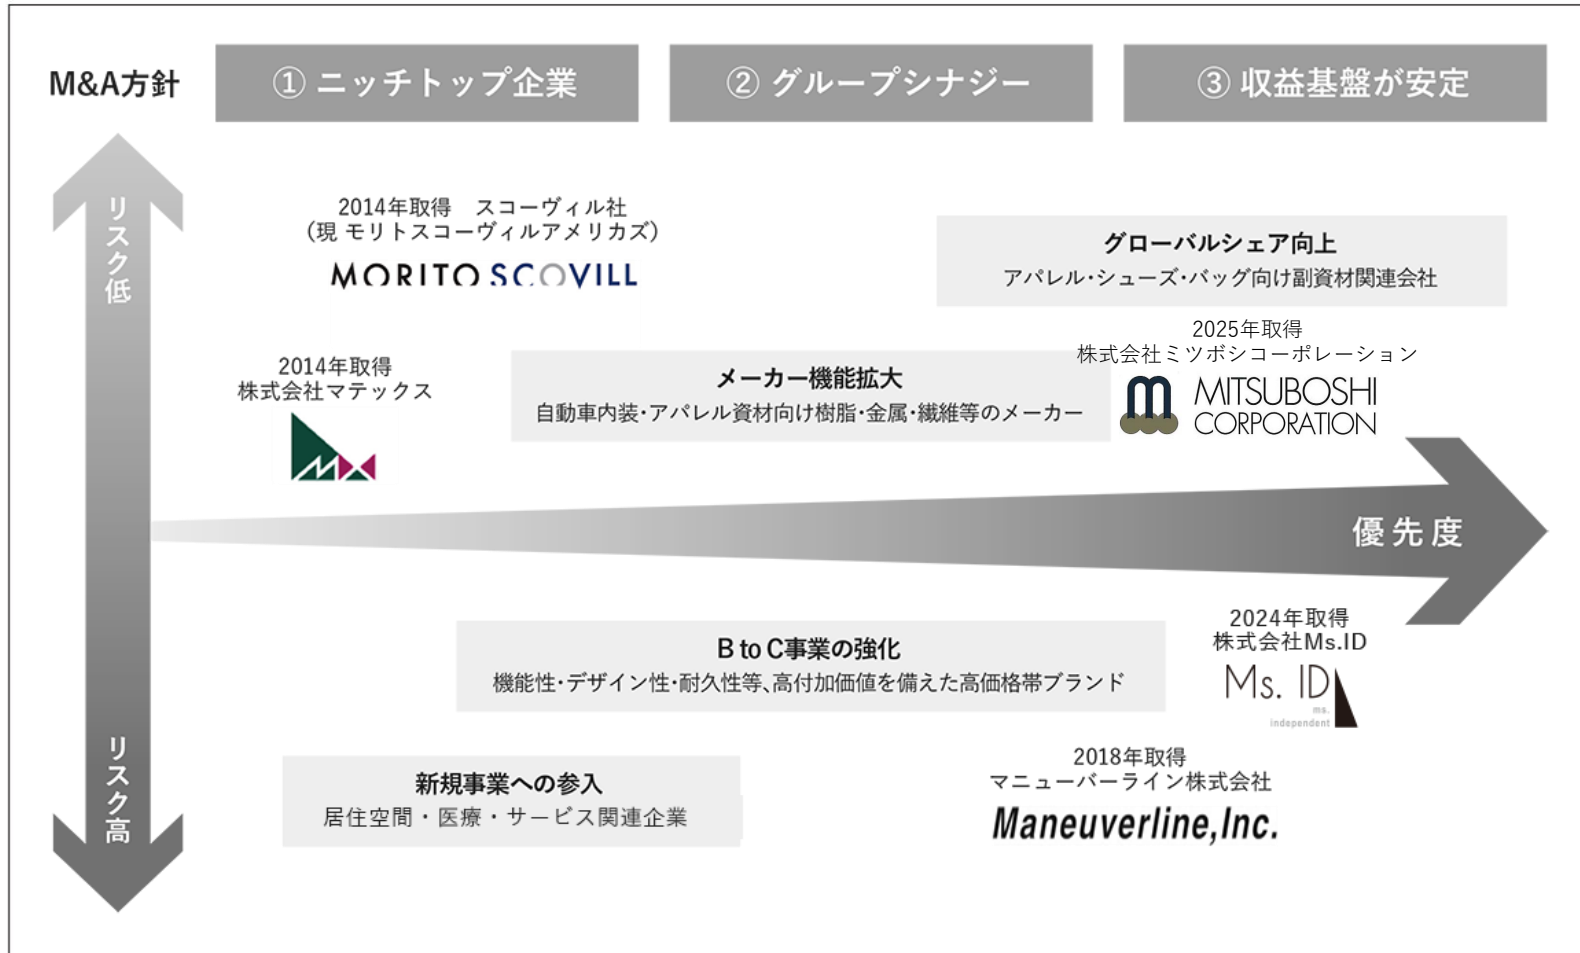 M&A方針
① ニッチトップ企業
② グループシナジー
③ 収益基盤が安定
リスク低
2014年取得　スコーヴィル社
(現 モリトスコーヴィルアメリカズ)
MORITO SCOVILL
グローバルシェア向上
アパレル・シューズ・バッグ向け副資材関連会社
2014年取得
株式会社マテックス
メーカー機能拡大
自動車内装・アパレル資材向け樹脂・金属・繊維等のメーカー
2025年取得
株式会社ミツボシコーポレーション
MITSUBOSHI
CORPORATION
優先度
B to C事業の強化
機能性・デザイン性・耐久性等、高付加価値を備えた高価格帯ブランド
2024年取得
株式会社Ms.ID
Ms. ID
ms.
independent
リスク高
新規事業への参入
居住空間・医療・サービス関連企業
2018年取得
マニューバーライン株式会社
Maneuverline,Inc.